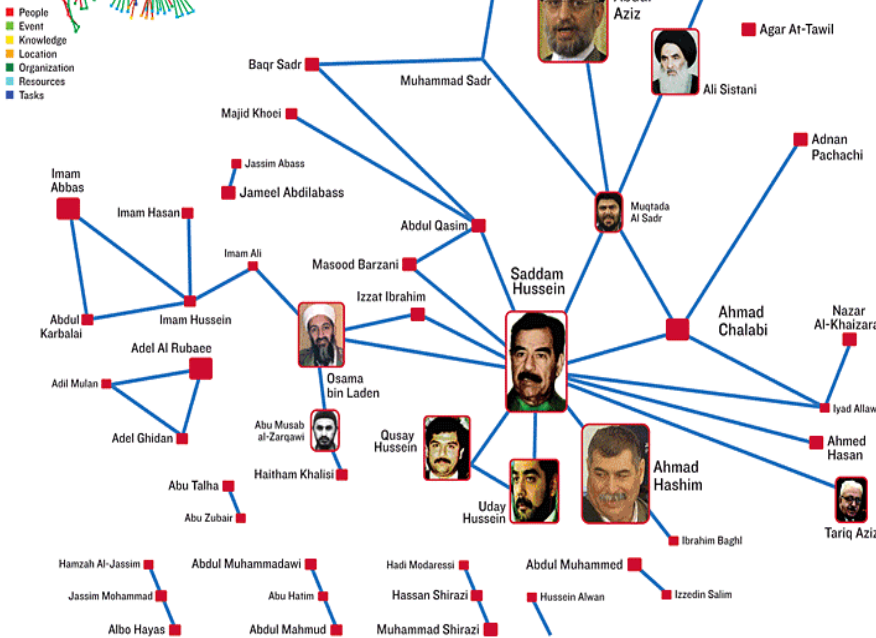 People
Event
Knowledge
Location
Organization
Resources
Tasks
Aziz
Agar At-Tawil
Baqr Sadr
Muhammad Sadr
Ali Sistani
Majid Khoei
Adnan
Pachachi
Jassim Abass
Imam
Abbas
Jameel Abdilabass
Imam Hasan
Muqtada
Al Sadr
Abdul Qasim
Imam Ali
Masood Barzani
Saddam
Hussein
Izzat Ibrahim
Abdul
Karbalai
Imam Hussein
Ahmad
Chalabi
Nazar
Al-Khaizara
Adel Al Rubaee
Adil Mulan
Osama
bin Laden
Iyad Allaw
Abu Musab
al-Zarqawi
Adel Ghidan
Qusay
Hussein
Ahmed
Hasan
Haitham Khalisi
Ahmad
Hashim
Abu Talha
Uday
Hussein
Abu Zubair
Tariq Aziz
Ibrahim Baghl
Hamzah Al-Jassim
Abdul Muhammadawi
Hadi Modaressi
Abdul Muhammed
Jassim Mohammad
Abu Hatim
Hassan Shirazi
Hussein Alwan
Izzedin Salim
Albo Hayas
Abdul Mahmud
Muhammad Shirazi